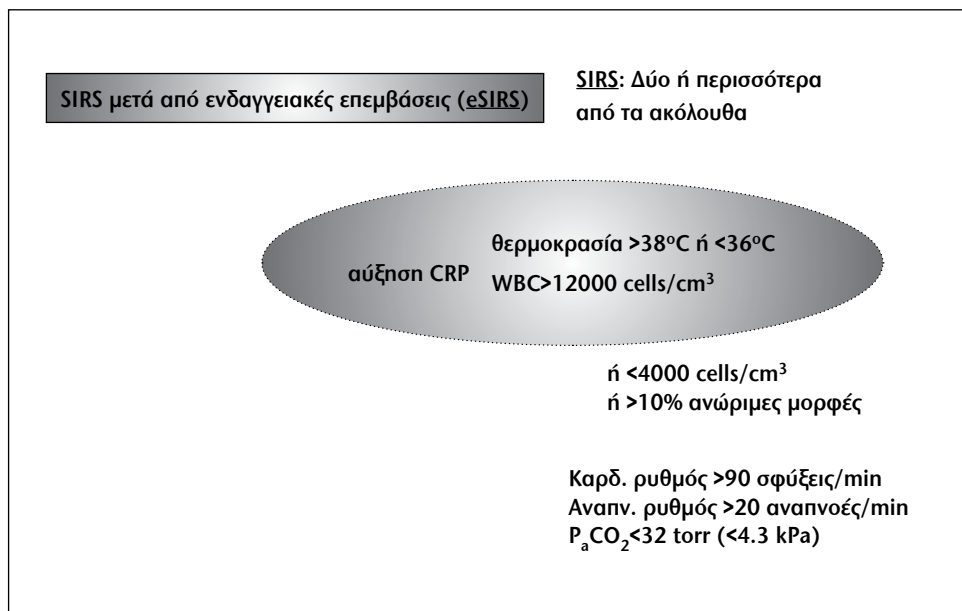 SIRS μετά από ενδαγγειακές επεμβάσεις (eSIRS)
SIRS: Δύο ή περισσότερα
από τα ακόλουθα
αύξηση CRP
θερμοκρασία >38°C ή <36°C
WBC>12000 cells/cm³
ή <4000 cells/cm³
ή >10% ανώριμες μορφές
Καρδ. ρυθμός >90 σφύξεις/min
Αναπν. ρυθμός >20 αναπνοές/min
PₐCO₂<32 torr (<4.3 kPa)